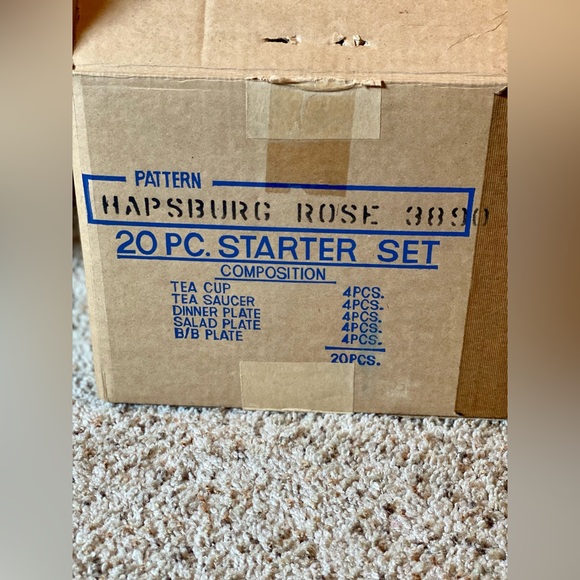 PATTERN
HAPSBURG ROSE 3890
20 PC. STARTER SET
COMPOSITION
TEA CUP 4PCS.
TEA SAUCER 4PCS.
DINNER PLATE 4PCS.
SALAD PLATE 4PCS.
B/B PLATE 4PCS.
20PCS.